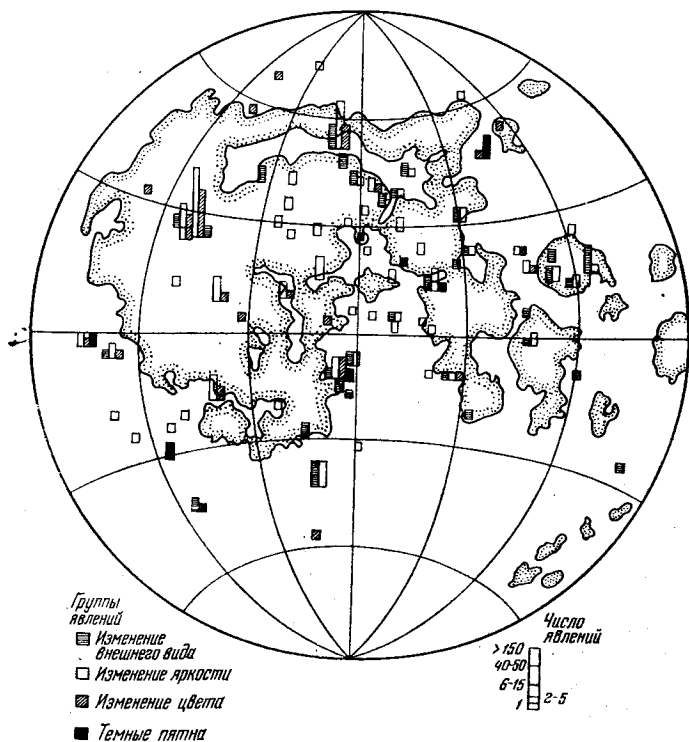 Группы
явлений
Изменение
внешнего вида
Изменение яркости
Изменение цвета
Темные пятна
Число
явлений
>150
40-50
6-15
2-5
1